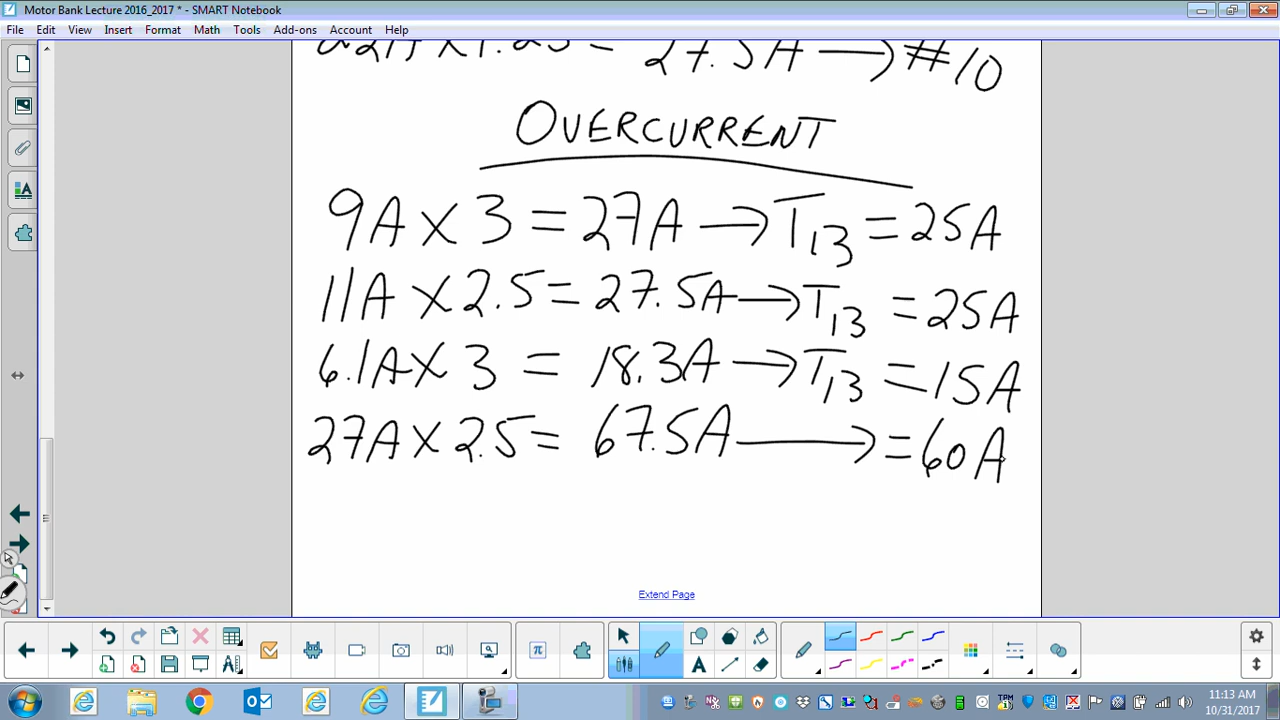 Motor Bank Lecture 2016_2017 * - SMART Notebook
File Edit View Insert Format Math Tools Add-ons Account Help
27.5A → #10
OVERCURRENT
9A x 3 = 27A → T13 = 25A
11A x 2.5 = 27.5A → T13 = 25A
6.1A x 3 = 18.3A → T13 = 15A
27A x 2.5 = 67.5A → = 60A
Extend Page
11:13 AM
10/31/2017